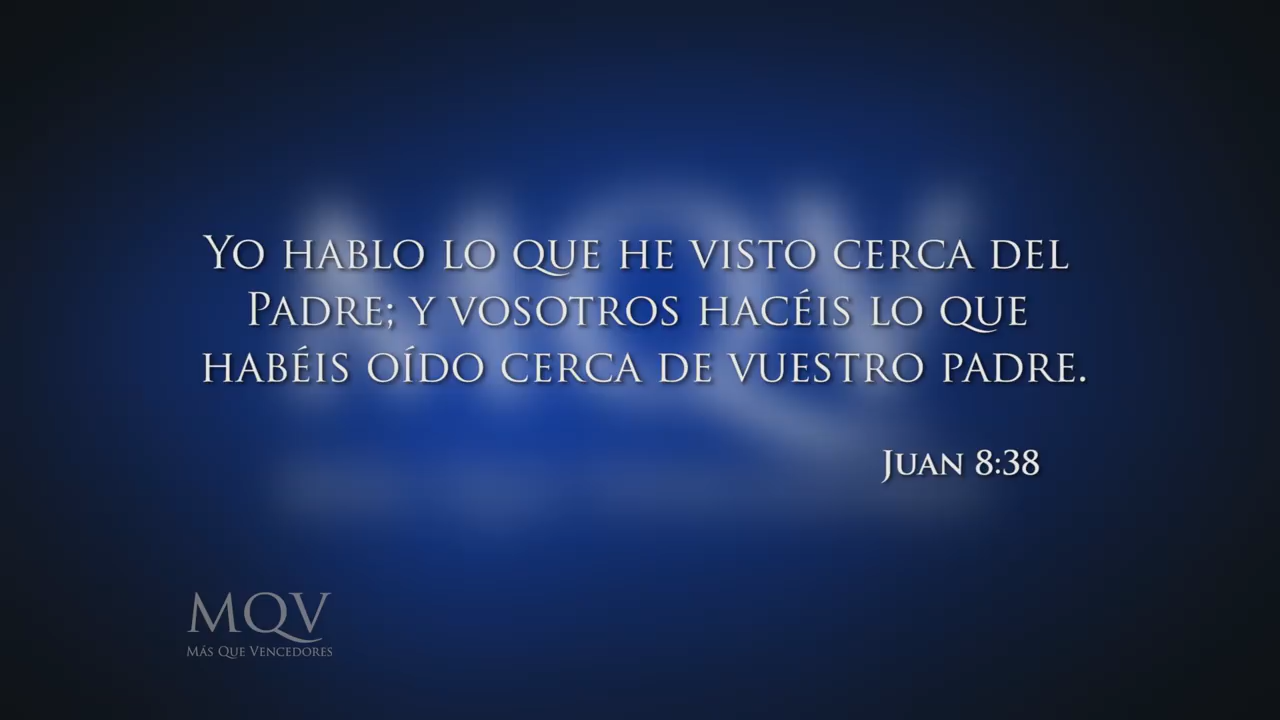 Yo hablo lo que he visto cerca del
Padre; y vosotros hacéis lo que
habéis oído cerca de vuestro padre.
Juan 8:38
MQV
Más Que Vencedores